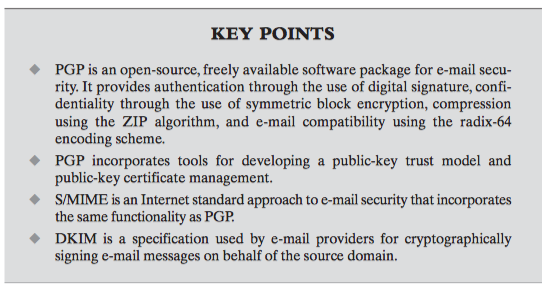 KEY POINTS
◆ PGP is an open-source, freely available software package for e-mail secu-
rity. It provides authentication through the use of digital signature, confi-
dentiality through the use of symmetric block encryption, compression
using the ZIP algorithm, and e-mail compatibility using the radix-64
encoding scheme.
◆ PGP incorporates tools for developing a public-key trust model and
public-key certificate management.
◆ S/MIME is an Internet standard approach to e-mail security that incorporates
the same functionality as PGP.
◆ DKIM is a specification used by e-mail providers for cryptographically
signing e-mail messages on behalf of the source domain.